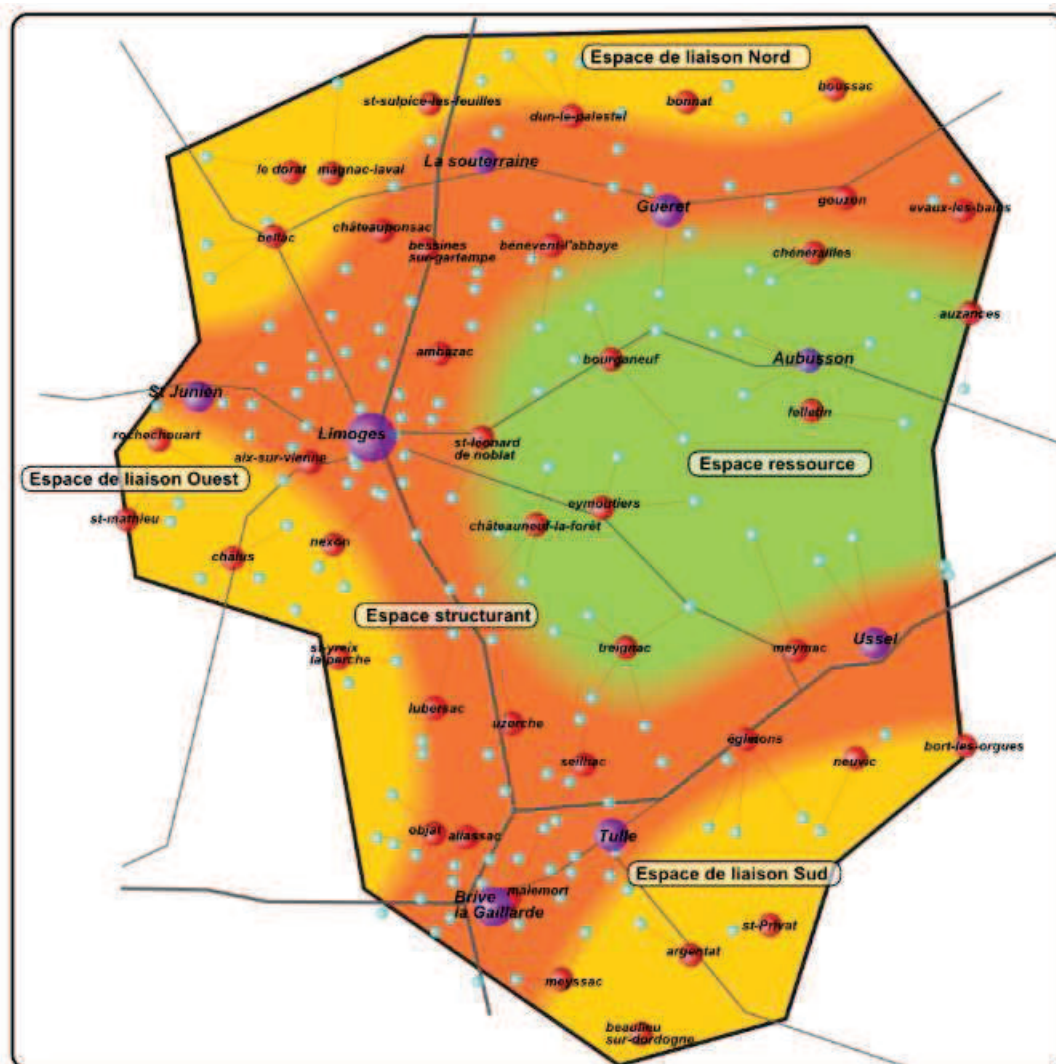 Espace de liaison Nord
boussac
st-sulpice-les-feuilles
bonnat
dun-le-palestel
La souterraine
le dorat
magnac-laval
Guéret
gouzon
evaux-les-bains
châteauponsac
bellac
bessines
sur-gartempe
bénévent-l'abbaye
chénerailles
auzances
ambazac
bourganeuf
Aubusson
St Junien
felletin
rochechouart
Limoges
st-leonard
de noblat
aix-sur-vienne
Espace ressource
Espace de liaison Ouest
eymoutiers
st-mathieu
châteauneuf-la-forêt
nexon
chalus
Espace structurant
st-yreix
la perche
treignac
meymac
Ussel
lubersac
uzerche
égletons
bort-les-orgues
seilhac
neuvic
objat
allassac
Tulle
Espace de liaison Sud
malemort
Brive
la Gaillarde
st-Privat
argentat
meyssac
beaulieu
sur-dordogne